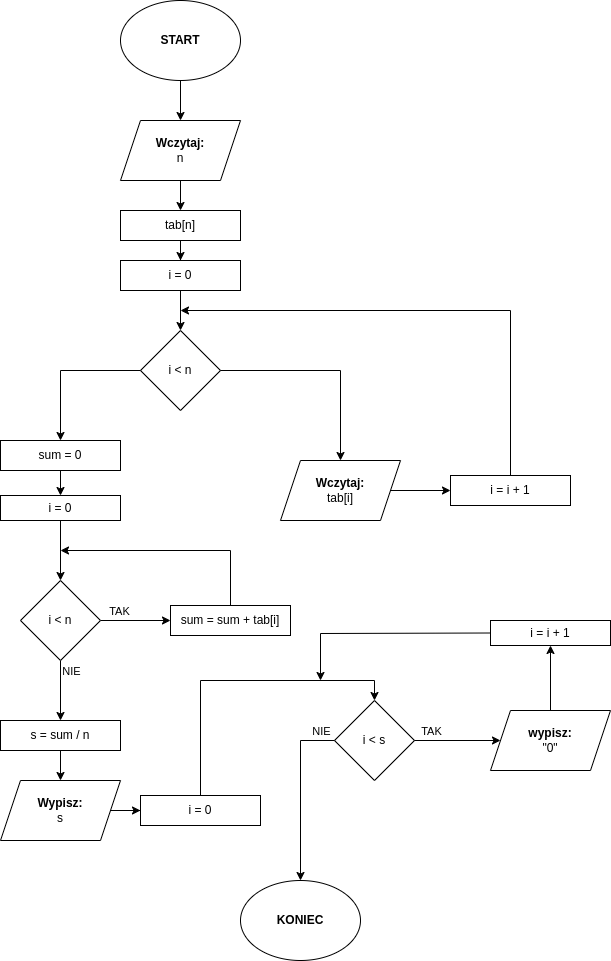 START
Wczytaj:
n
tab[n]
i = 0
i < n
sum = 0
i = 0
Wczytaj:
tab[i]
i = i + 1
i < n
TAK
sum = sum + tab[i]
NIE
s = sum / n
Wypisz:
s
i = 0
i = i + 1
NIE
i < s
TAK
wypisz:
"0"
KONIEC